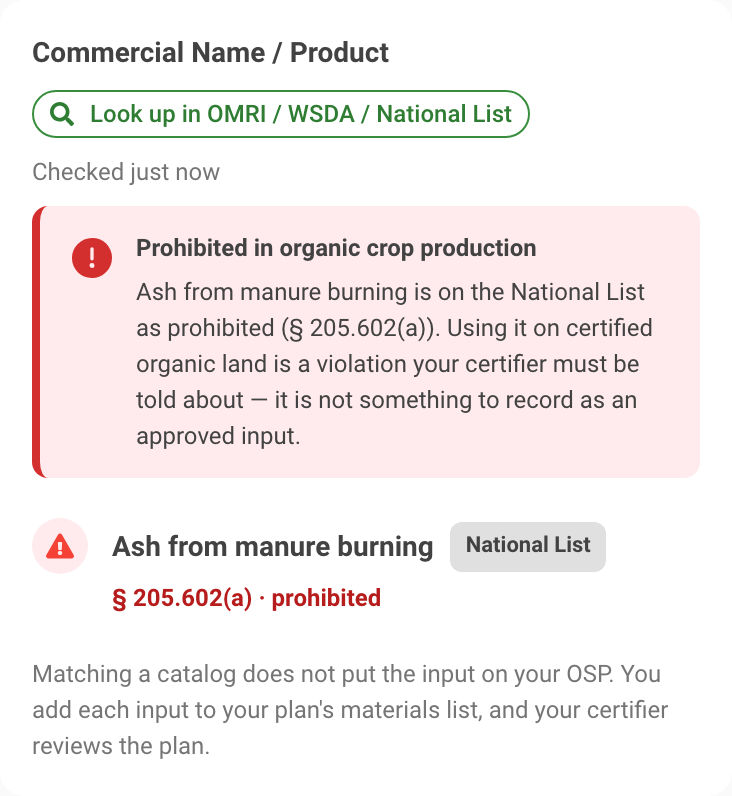 Commercial Name / Product
Look up in OMRI / WSDA / National List
Checked just now
Prohibited in organic crop production
Ash from manure burning is on the National List
as prohibited (§ 205.602(a)). Using it on certified
organic land is a violation your certifier must be
told about — it is not something to record as an
approved input.
Ash from manure burning
National List
§ 205.602(a) · prohibited
Matching a catalog does not put the input on your OSP. You
add each input to your plan's materials list, and your certifier
reviews the plan.